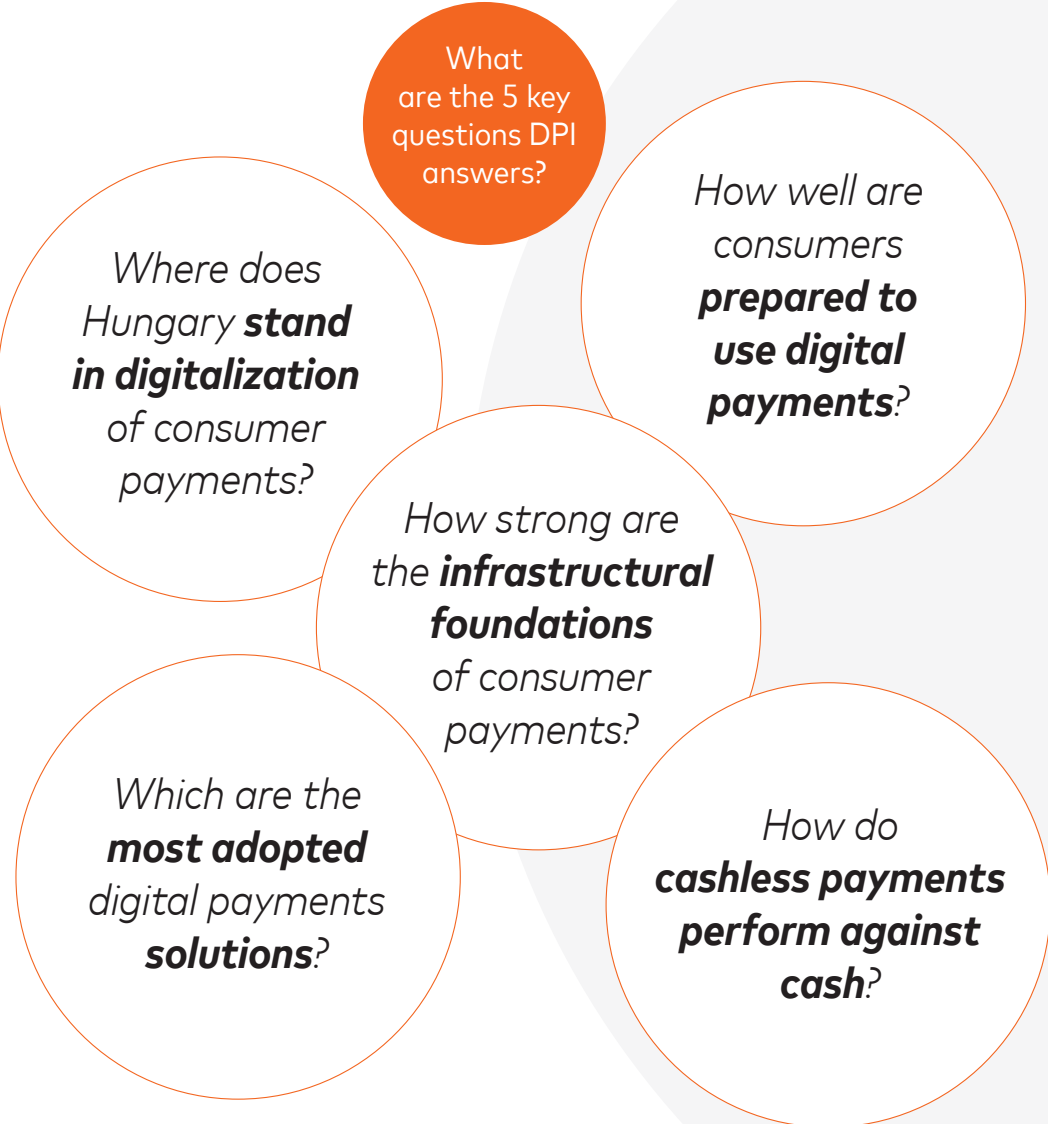 What
are the 5 key
questions DPI
answers?
Where does
Hungary stand
in digitalization
of consumer
payments?
How well are
consumers
prepared to
use digital
payments?
How strong are
the infrastructural
foundations
of consumer
payments?
Which are the
most adopted
digital payments
solutions?
How do
cashless payments
perform against
cash?